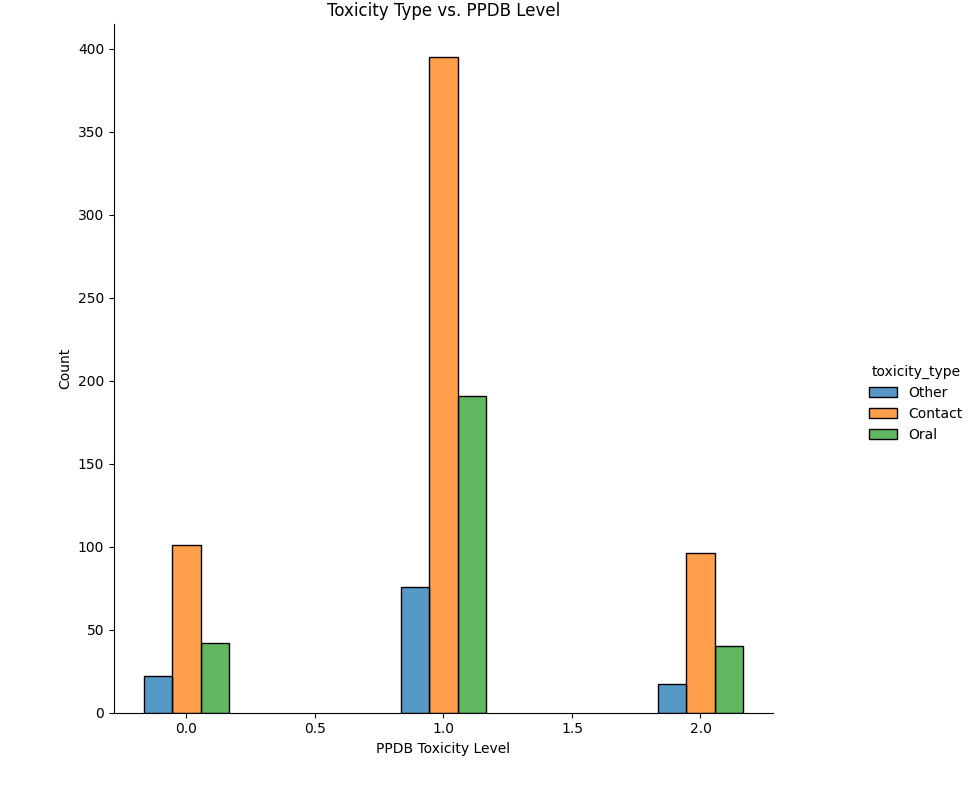 Toxicity Type vs. PPDB Level
400
350
300
250
200
150
100
50
0
Count
0.0 0.5 1.0 1.5 2.0
PPDB Toxicity Level
toxicity_type
Other
Contact
Oral